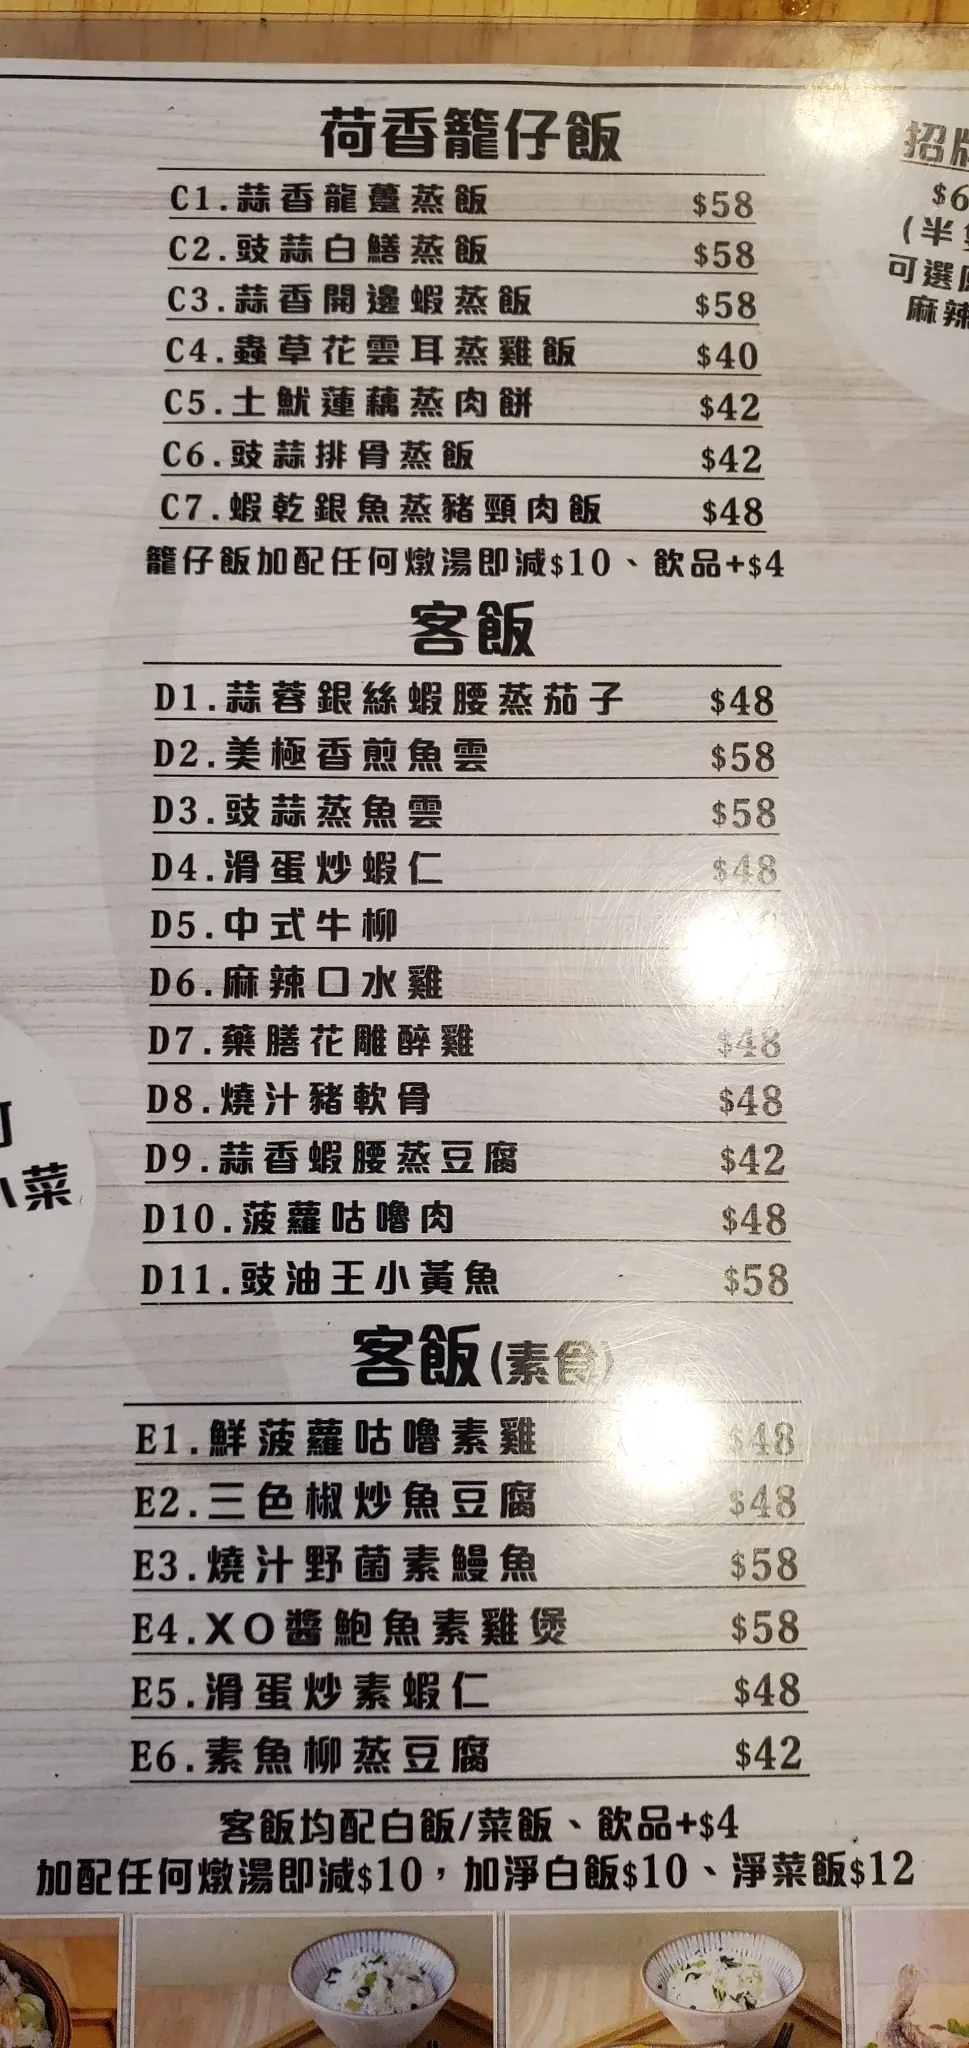 荷香籠仔飯
C1.蒜香龍躉蒸飯 $58
C2.豉蒜白鱔蒸飯 $58
C3.蒜香開邊蝦蒸飯 $58
C4.蟲草花雲耳蒸雞飯 $40
C5.土魷蓮藕蒸肉餅 $42
C6.豉蒜排骨蒸飯 $42
C7.蝦乾銀魚蒸豬頸肉飯 $48
籠仔飯加配任何燉湯即減$10、飲品+$4
客飯
D1.蒜蓉銀絲蝦腰蒸茄子 $48
D2.美極香煎魚雲 $58
D3.豉蒜蒸魚雲 $58
D4.滑蛋炒蝦仁 $48
D5.中式牛柳
D6.麻辣口水雞
D7.藥膳花雕醉雞 $48
D8.燒汁豬軟骨 $48
D9.蒜香蝦腰蒸豆腐 $42
D10.菠蘿咕嚕肉 $48
D11.豉油王小黃魚 $58
客飯(素食)
E1.鮮菠蘿咕嚕素雞 $48
E2.三色椒炒魚豆腐 $48
E3.燒汁野菌素鰻魚 $58
E4.XO醬鮑魚素雞煲 $58
E5.滑蛋炒素蝦仁 $48
E6.素魚柳蒸豆腐 $42
客飯均配白飯/菜飯、飲品+$4
加配任何燉湯即減$10，加淨白飯$10、淨菜飯$12
招
$6
(半
可選
麻辣
菜